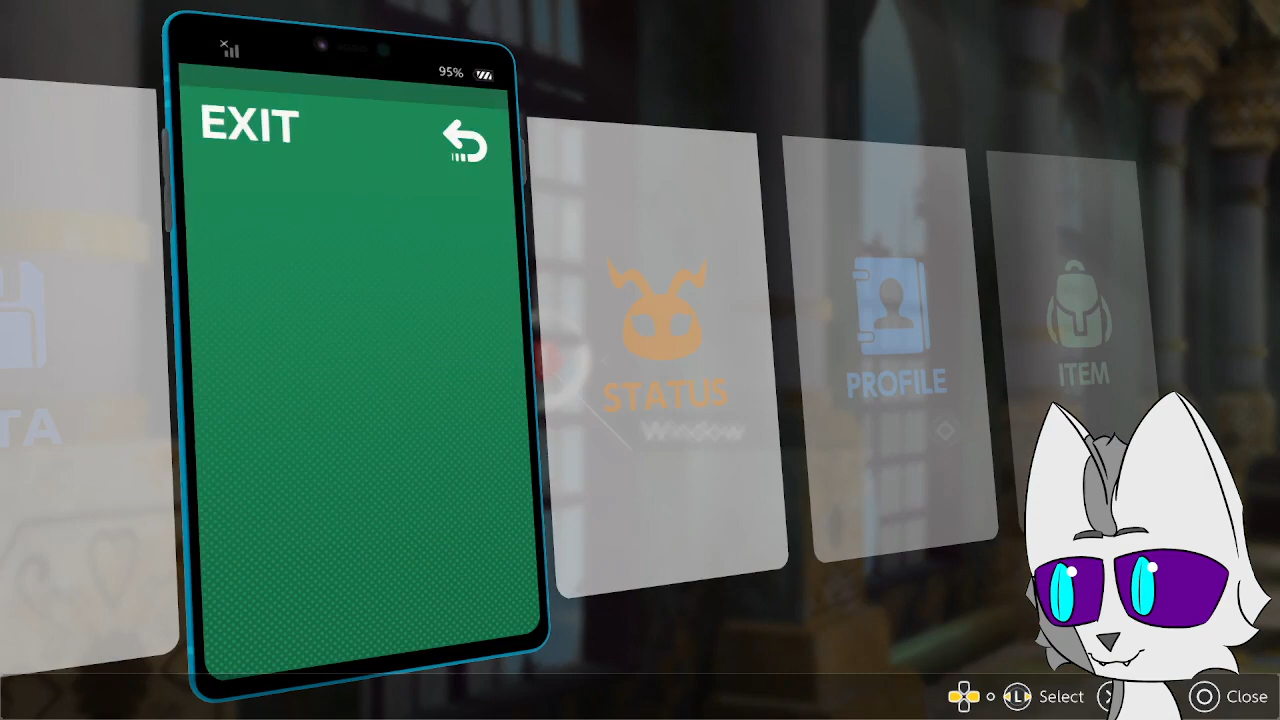 95%
EXIT
STATUS
Window
PROFILE
ITEM
TA
L Select
Close